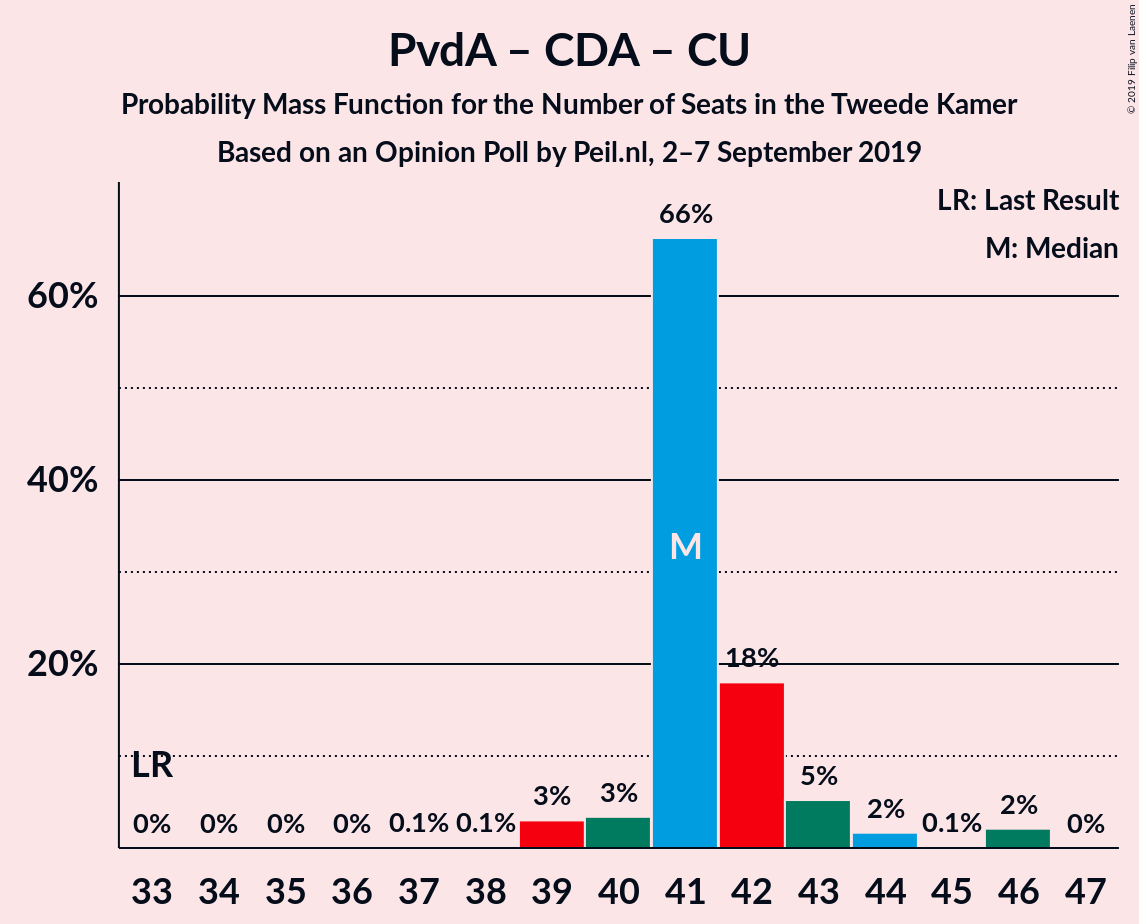 PvdA – CDA – CU
Probability Mass Function for the Number of Seats in the Tweede Kamer
Based on an Opinion Poll by Peil.nl, 2–7 September 2019
© 2019 Filip van Laenen
LR: Last Result
M: Median
60%
40%
20%
66%
M
18%
LR
0% 0% 0% 0% 0.1% 0.1% 3% 3% 5% 2% 0.1% 2% 0%
33 34 35 36 37 38 39 40 41 42 43 44 45 46 47